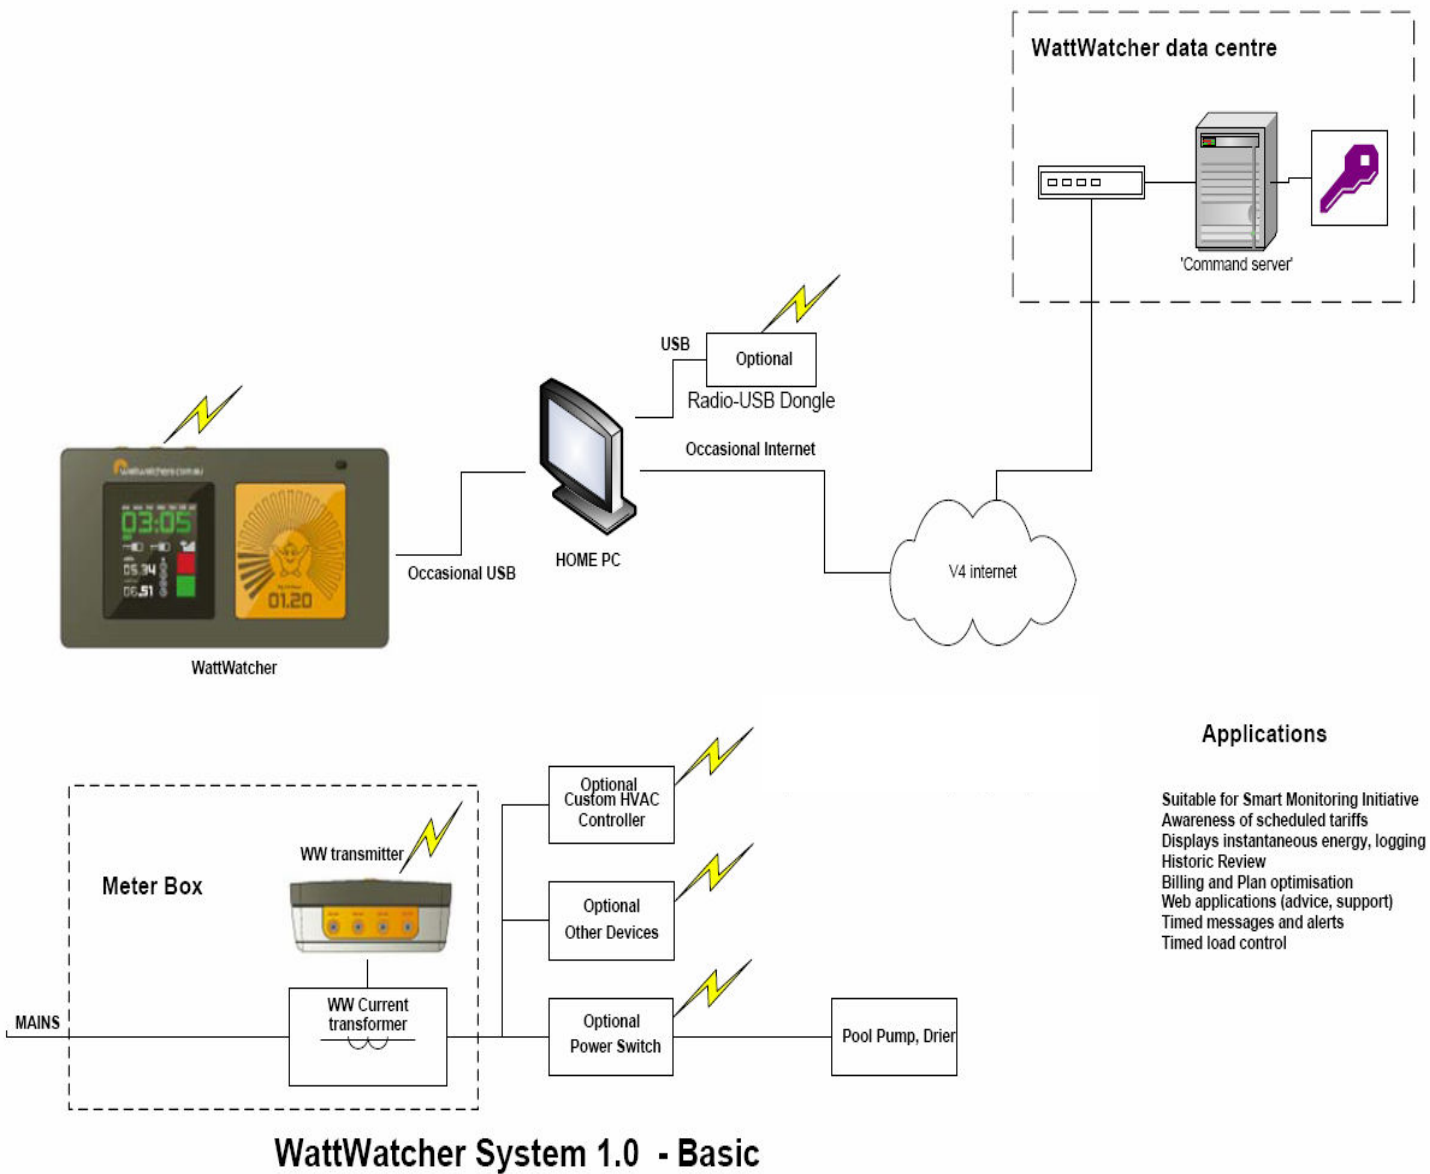 WattWatcher data centre
'Command server'
USB
Optional
Radio-USB Dongle
Occasional Internet
wattwatchers.com.au
03:05
05.34
06.51
01.20
Occasional USB
HOME PC
V4 internet
WattWatcher
Applications
Suitable for Smart Monitoring Initiative
Awareness of scheduled tariffs
Displays instantaneous energy, logging
Historic Review
Billing and Plan optimisation
Web applications (advice, support)
Timed messages and alerts
Timed load control
Optional
Custom HVAC
Controller
WW transmitter
Meter Box
Optional
Other Devices
MAINS
WW Current
transformer
Optional
Power Switch
Pool Pump, Drier
WattWatcher System 1.0 - Basic